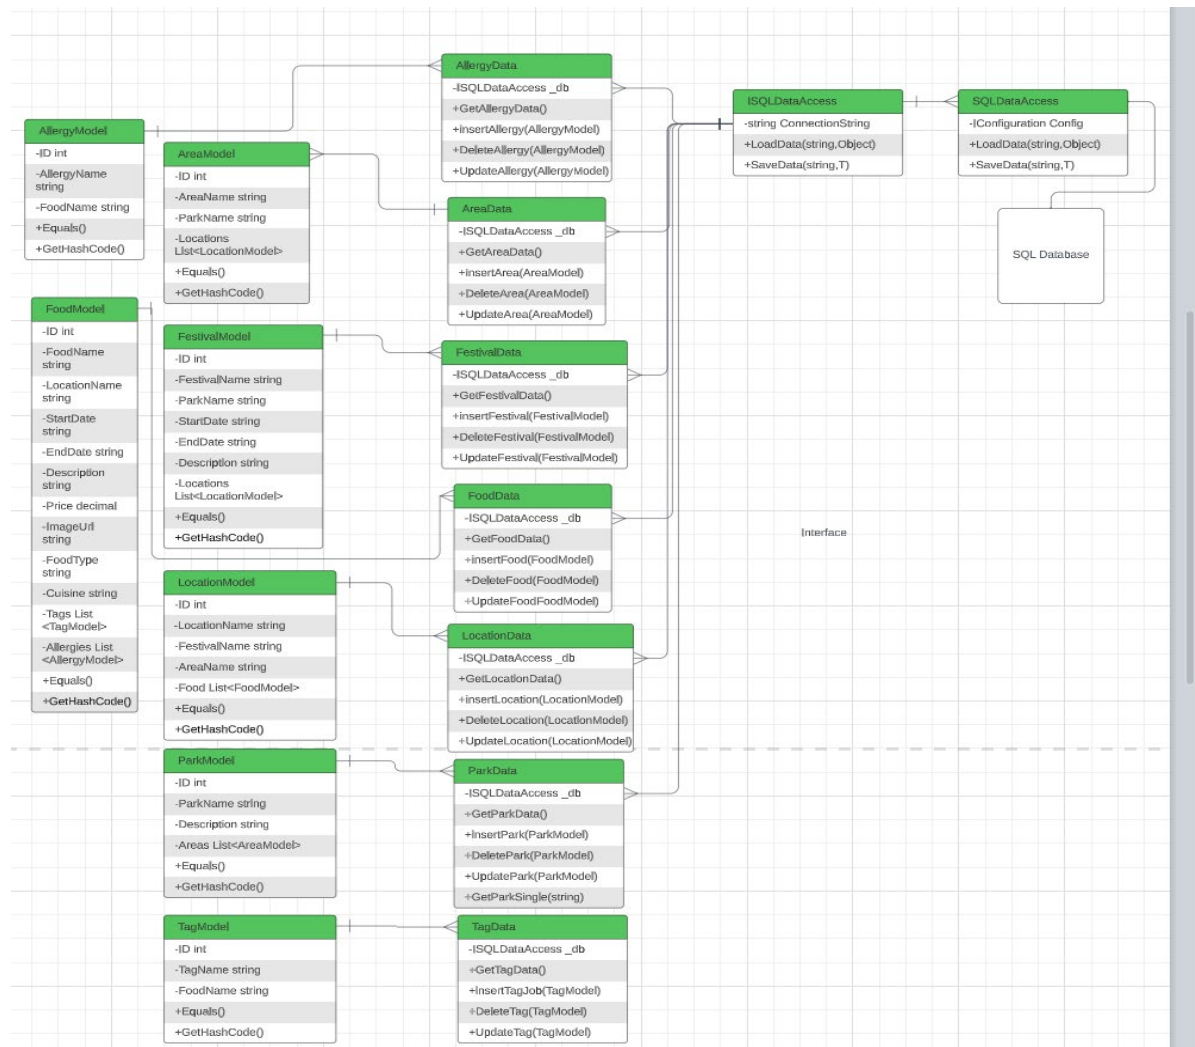 AllergyModel
-ID int
-AllergyName
string
-FoodName string
+Equals()
+GetHashCode()
AreaModel
-ID int
-AreaName string
-ParkName string
-Locations
List<LocationModel>
+Equals()
+GetHashCode()
FoodModel
-ID int
-FoodName
string
-LocationName
string
-StartDate
string
-EndDate string
-Description
string
-Price decimal
-ImageUrl
string
-FoodType
string
-Cuisine string
-Tags List
<TagModel>
-Allergies List
<AllergyModel>
+Equals()
+GetHashCode()
FestivalModel
-ID int
-FestivalName string
-ParkName string
-StartDate string
-EndDate string
-Description string
-Locations
List<LocationModel>
+Equals()
+GetHashCode()
LocationModel
-ID int
-LocationName string
-FestivalName string
-AreaName string
-Food List<FoodModel>
+Equals()
+GetHashCode()
ParkModel
-ID int
-ParkName string
-Description string
-Areas List<AreaModel>
+Equals()
+GetHashCode()
TagModel
-ID int
-TagName string
-FoodName string
+Equals()
+GetHashCode()
AllergyData
-ISQLDataAccess _db
+GetAllergyData()
+insertAllergy(AllergyModel)
+DeleteAllergy(AllergyModel)
+UpdateAllergy(AllergyModel)
AreaData
-ISQLDataAccess _db
+GetAreaData()
+insertArea(AreaModel)
+DeleteArea(AreaModel)
+UpdateArea(AreaModel)
FestivalData
-ISQLDataAccess _db
+GetFestivalData()
+insertFestival(FestivalModel)
+DeleteFestival(FestivalModel)
+UpdateFestival(FestivalModel)
FoodData
-ISQLDataAccess _db
+GetFoodData()
+insertFood(FoodModel)
+DeleteFood(FoodModel)
+UpdateFoodFoodModel)
LocationData
-ISQLDataAccess _db
+GetLocationData()
+insertLocation(LocationModel)
+DeleteLocation(LocationModel)
+UpdateLocation(LocationModel)
ParkData
-ISQLDataAccess _db
+GetParkData()
+InsertPark(ParkModel)
+DeletePark(ParkModel)
+UpdatePark(ParkModel)
+GetParkSingle(string)
TagData
-ISQLDataAccess _db
+GetTagData()
+InsertTagJob(TagModel)
+DeleteTag(TagModel)
+UpdateTag(TagModel)
ISQLDataAccess
-string ConnectionString
+LoadData(string,Object)
+SaveData(string,T)
SQLDataAccess
-IConfiguration Config
+LoadData(string,Object)
+SaveData(string,T)
SQL Database
Interface